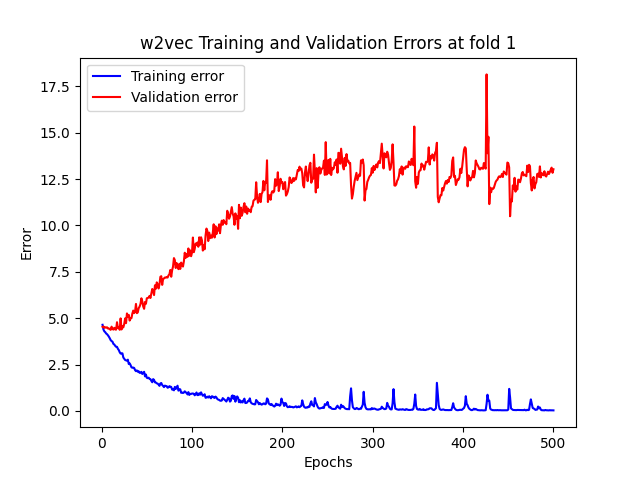 w2vec Training and Validation Errors at fold 1
Training error
Validation error
17.5
15.0
12.5
10.0
7.5
5.0
2.5
0.0
Error
0
100
200
300
400
500
Epochs